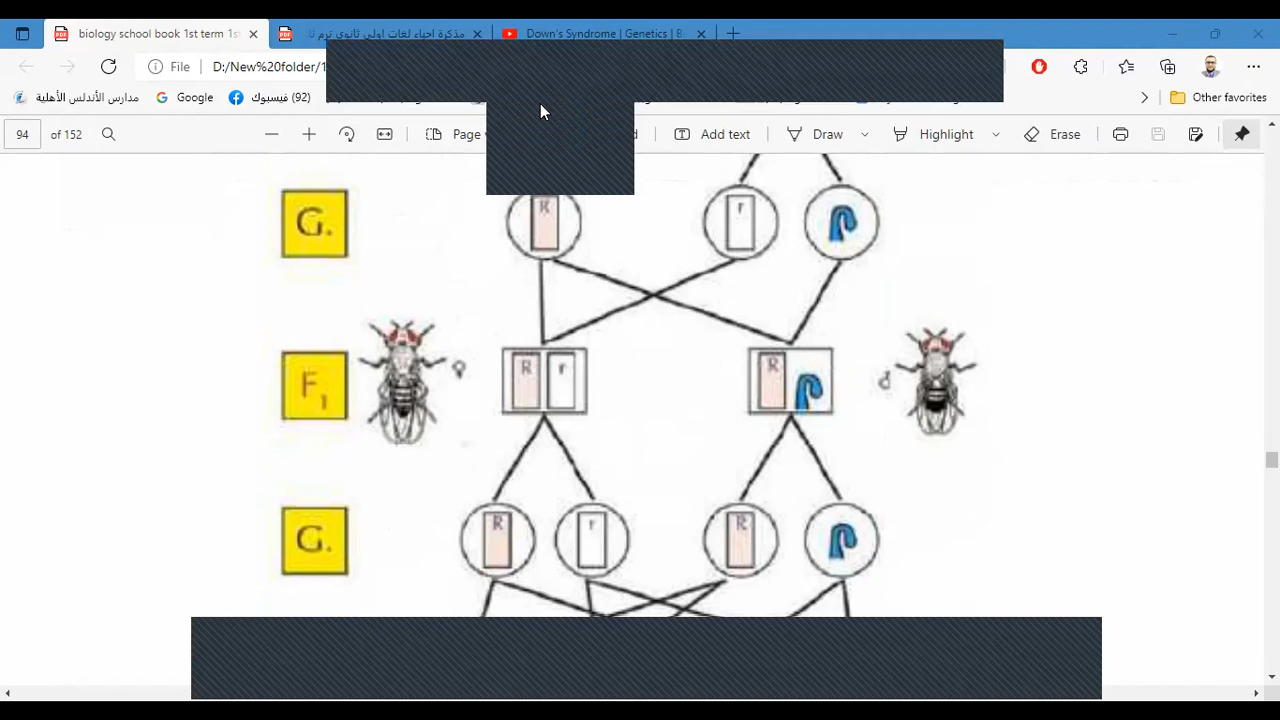 biology school book 1st term 1s
مذكرة احياء لغات اولى ثانوى ترم
Down's Syndrome | Genetics | B
File
D:/New%20folder/1
مدارس الأندلس الأهلية
Google
(92) فيسبوك
Other favorites
94 of 152
Page
Add text
Draw
Highlight
Erase
G. R r
F1 ♀ R r R ♂
G. R r R